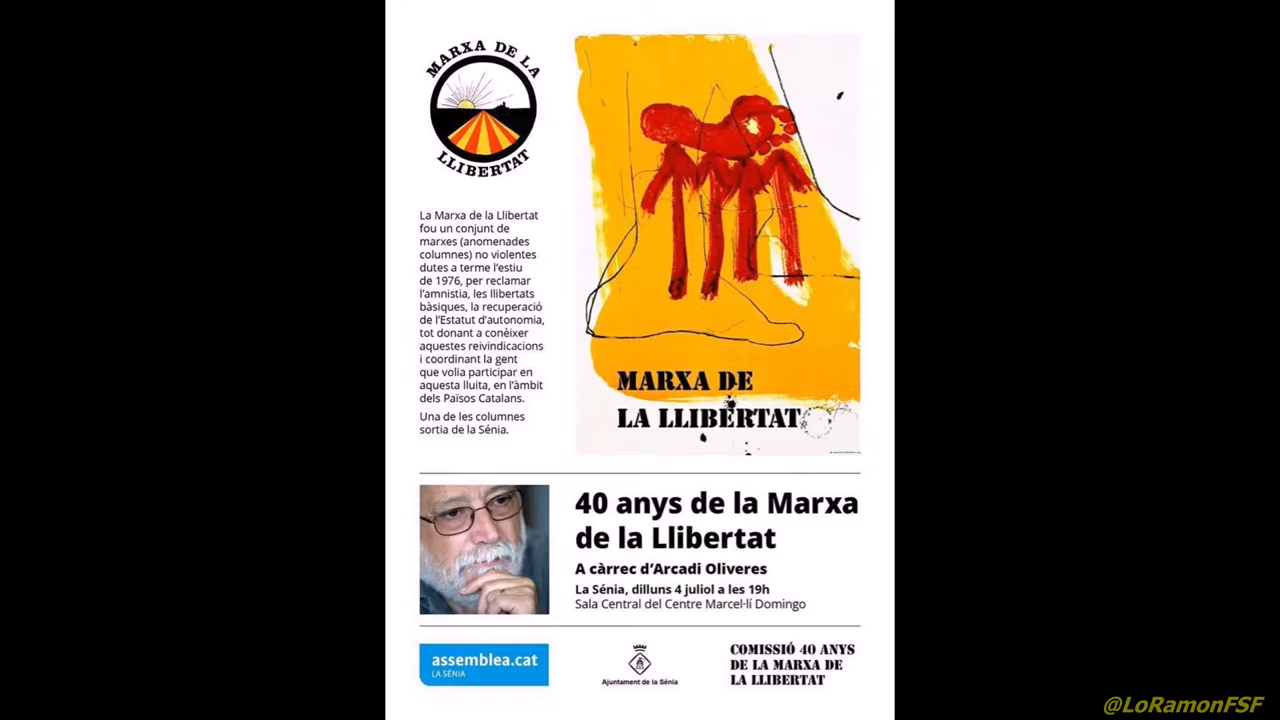 MARXA DE LA
LLIBERTAT
La Marxa de la Llibertat
fou un conjunt de
marxes (anomenades
columnes) no violentes
dutes a terme l'estiu
de 1976, per reclamar
l'amnistia, les llibertats
bàsiques, la recuperació
de l'Estatut d'autonomia,
tot donant a conèixer
aquestes reivindicacions
i coordinant la gent
que volia participar en
aquesta lluita, en l'àmbit
dels Països Catalans.
Una de les columnes
sortia de la Sénia.
MARXA DE
LA LLIBERTAT
40 anys de la Marxa
de la Llibertat
A càrrec d'Arcadi Oliveres
La Sénia, dilluns 4 juliol a les 19h
Sala Central del Centre Marcel·lí Domingo
assemblea.cat
LA SÉNIA
Ajuntament de la Sénia
COMISSIÓ 40 ANYS
DE LA MARXA DE
LA LLIBERTAT
@LoRamonFSF